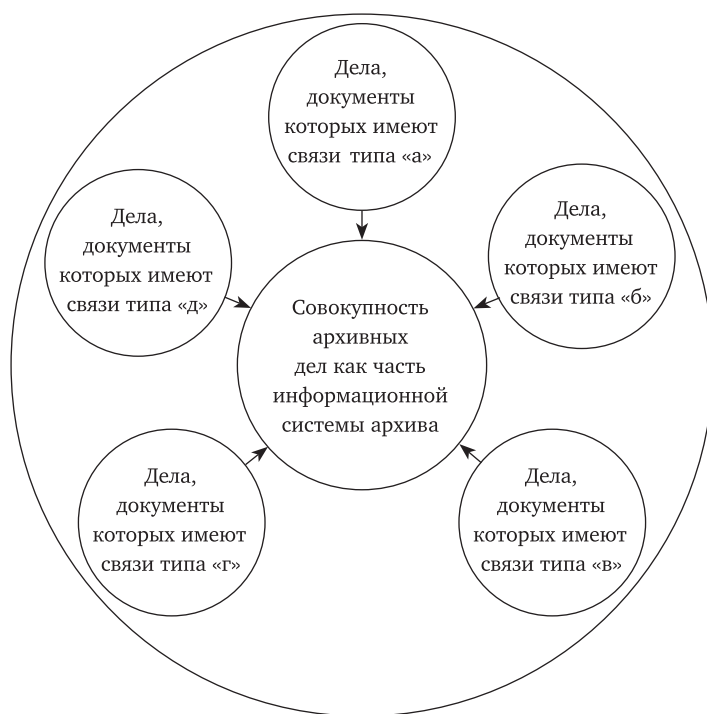 Дела,
документы
которых имеют
связи типа «а»
Дела,
документы
которых имеют
связи типа «д»
Дела,
документы
которых имеют
связи типа «б»
Совокупность
архивных
дел как часть
информационной
системы архива
Дела,
документы
которых имеют
связи типа «г»
Дела,
документы
которых имеют
связи типа «в»